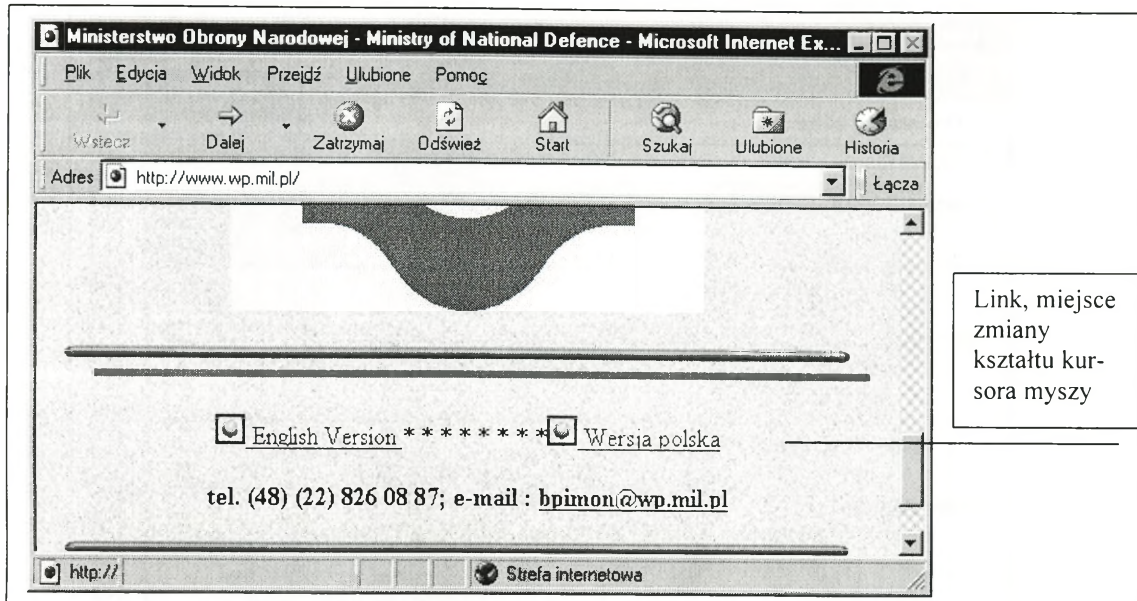 Ministerstwo Obrony Narodowej - Ministry of National Defence - Microsoft Internet Ex...
Plik Edycja Widok Przejdź Ulubione Pomoc
Wstecz Dalej Zatrzymaj Odśwież Start Szukaj Ulubione Historia
Adres http://www.wp.mil.pl/ Łącza
Link, miejsce
zmiany
kształtu kur-
sora myszy
English Version * * * * * * * * Wersja polska
tel. (48) (22) 826 08 87; e-mail : bpimon@wp.mil.pl
http:// Strefa internetowa